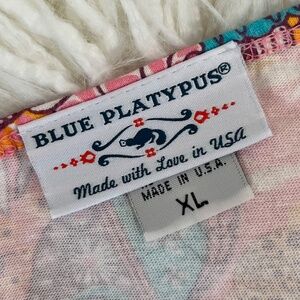 BLUE PLATYPUS®
Made with Love in USA
MADE IN U.S.A.
XL